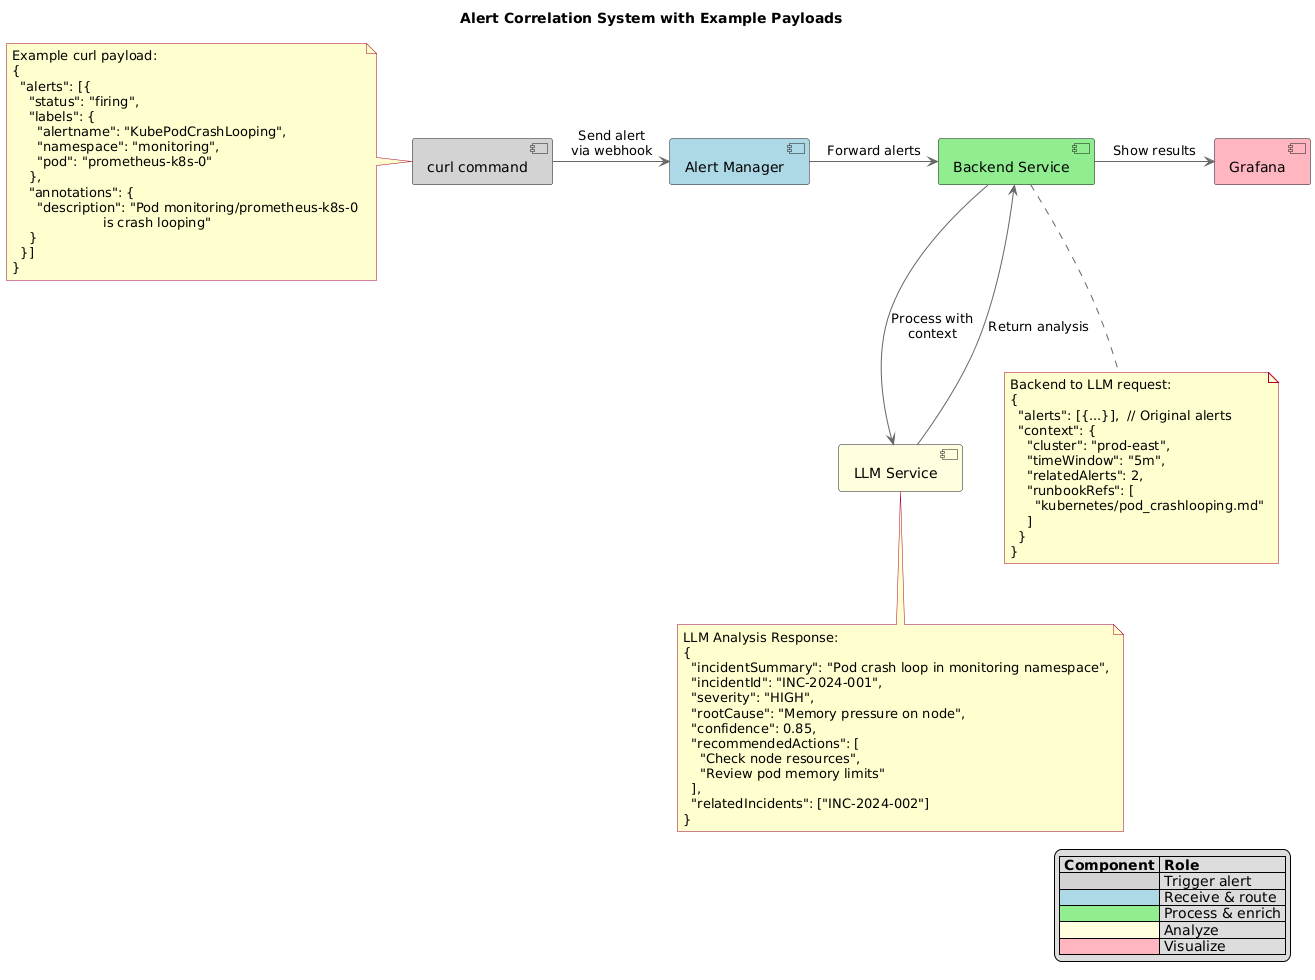 Alert Correlation System with Example Payloads
Example curl payload:
{
  "alerts": [{
    "status": "firing",
    "labels": {
      "alertname": "KubePodCrashLooping",
      "namespace": "monitoring",
      "pod": "prometheus-k8s-0"
    },
    "annotations": {
      "description": "Pod monitoring/prometheus-k8s-0
                      is crash looping"
    }
  }]
}
curl command
Send alert
via webhook
Alert Manager
Forward alerts
Backend Service
Show results
Grafana
Process with
context
Return analysis
LLM Service
Backend to LLM request:
{
  "alerts": [{...}],  // Original alerts
  "context": {
    "cluster": "prod-east",
    "timeWindow": "5m",
    "relatedAlerts": 2,
    "runbookRefs": [
      "kubernetes/pod_crashlooping.md"
    ]
  }
}
LLM Analysis Response:
{
  "incidentSummary": "Pod crash loop in monitoring namespace",
  "incidentId": "INC-2024-001",
  "severity": "HIGH",
  "rootCause": "Memory pressure on node",
  "confidence": 0.85,
  "recommendedActions": [
    "Check node resources",
    "Review pod memory limits"
  ],
  "relatedIncidents": ["INC-2024-002"]
}
Component Role
Trigger alert
Receive & route
Process & enrich
Analyze
Visualize